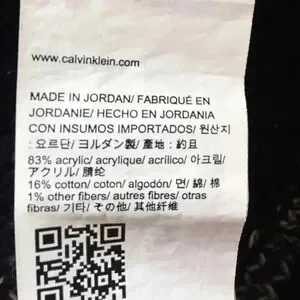 www.calvinklein.com
MADE IN JORDAN/ FABRIQUÉ EN
JORDANIE/ HECHO EN JORDANIA
CON INSUMOS IMPORTADOS/ 원산지
: 요르단/ ヨルダン製/ 產地 : 約旦
83% acrylic/ acrylique/ acrílico/ 아크릴/
アクリル/ 腈纶
16% cotton/ coton/ algodón/ 면/ 綿/ 棉
1% other fibers/ autres fibres/ otras
fibras/ 기타/ その他/ 其他纤维